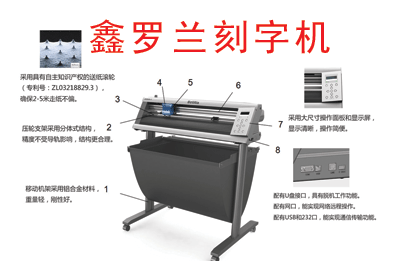 鑫罗兰刻字机
采用具有自主知识产权的送纸滚轮
（专利号：ZL03218829.3），
确保2-5米走纸不偏。
4
5
6
3
2
7
8
1
采用大尺寸操作面板和显示屏，
显示清晰，操作简便。
压轮支架采用分体式结构，
精度不受导轨影响，结构更合理。
移动机架采用铝合金材料，
重量轻，刚性好。
配有U盘接口，具有脱机工作功能。
配有网口，能实现网络远程操作。
配有USB和232口，能实现通信传输功能。